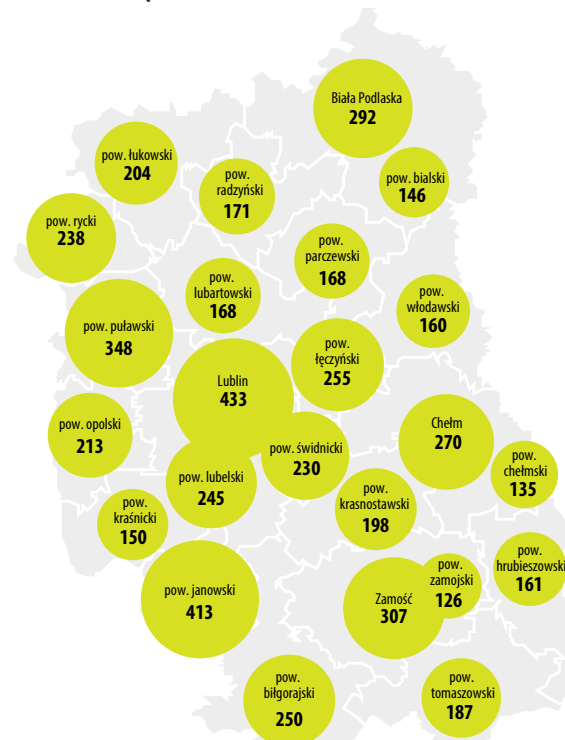 Biała Podlaska
292
pow. łukowski
204
pow.
radzyński
171
pow. bialski
146
pow. rycki
238
pow.
parczewski
168
pow.
lubartowski
168
pow.
włodawski
160
pow. puławski
348
pow.
łęczyński
255
Lublin
433
pow. opolski
213
Chełm
270
pow. świdnicki
230
pow.
chełmski
135
pow. lubelski
245
pow.
krasnostawski
198
pow.
kraśnicki
150
pow.
hrubieszowski
161
pow.
zamojski
126
pow. janowski
413
Zamość
307
pow.
biłgorajski
250
pow.
tomaszowski
187